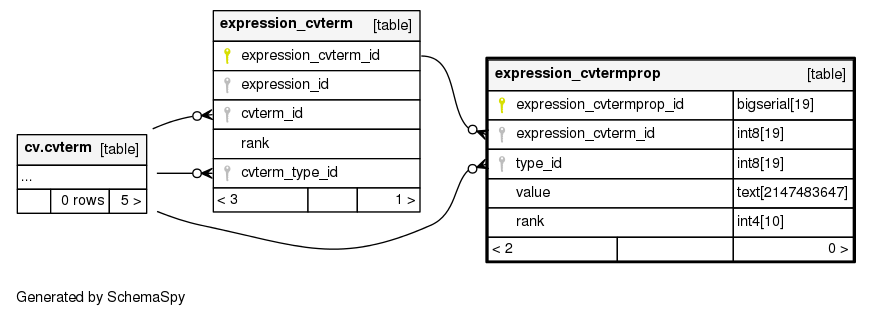 expression_cvterm [table]
expression_cvterm_id
expression_id
cvterm_id
rank
cvterm_type_id
< 3 1 >
cv.cvterm [table]
...
0 rows 5 >
expression_cvtermprop [table]
expression_cvtermprop_id bigserial[19]
expression_cvterm_id int8[19]
type_id int8[19]
value text[2147483647]
rank int4[10]
< 2 0 >
Generated by SchemaSpy